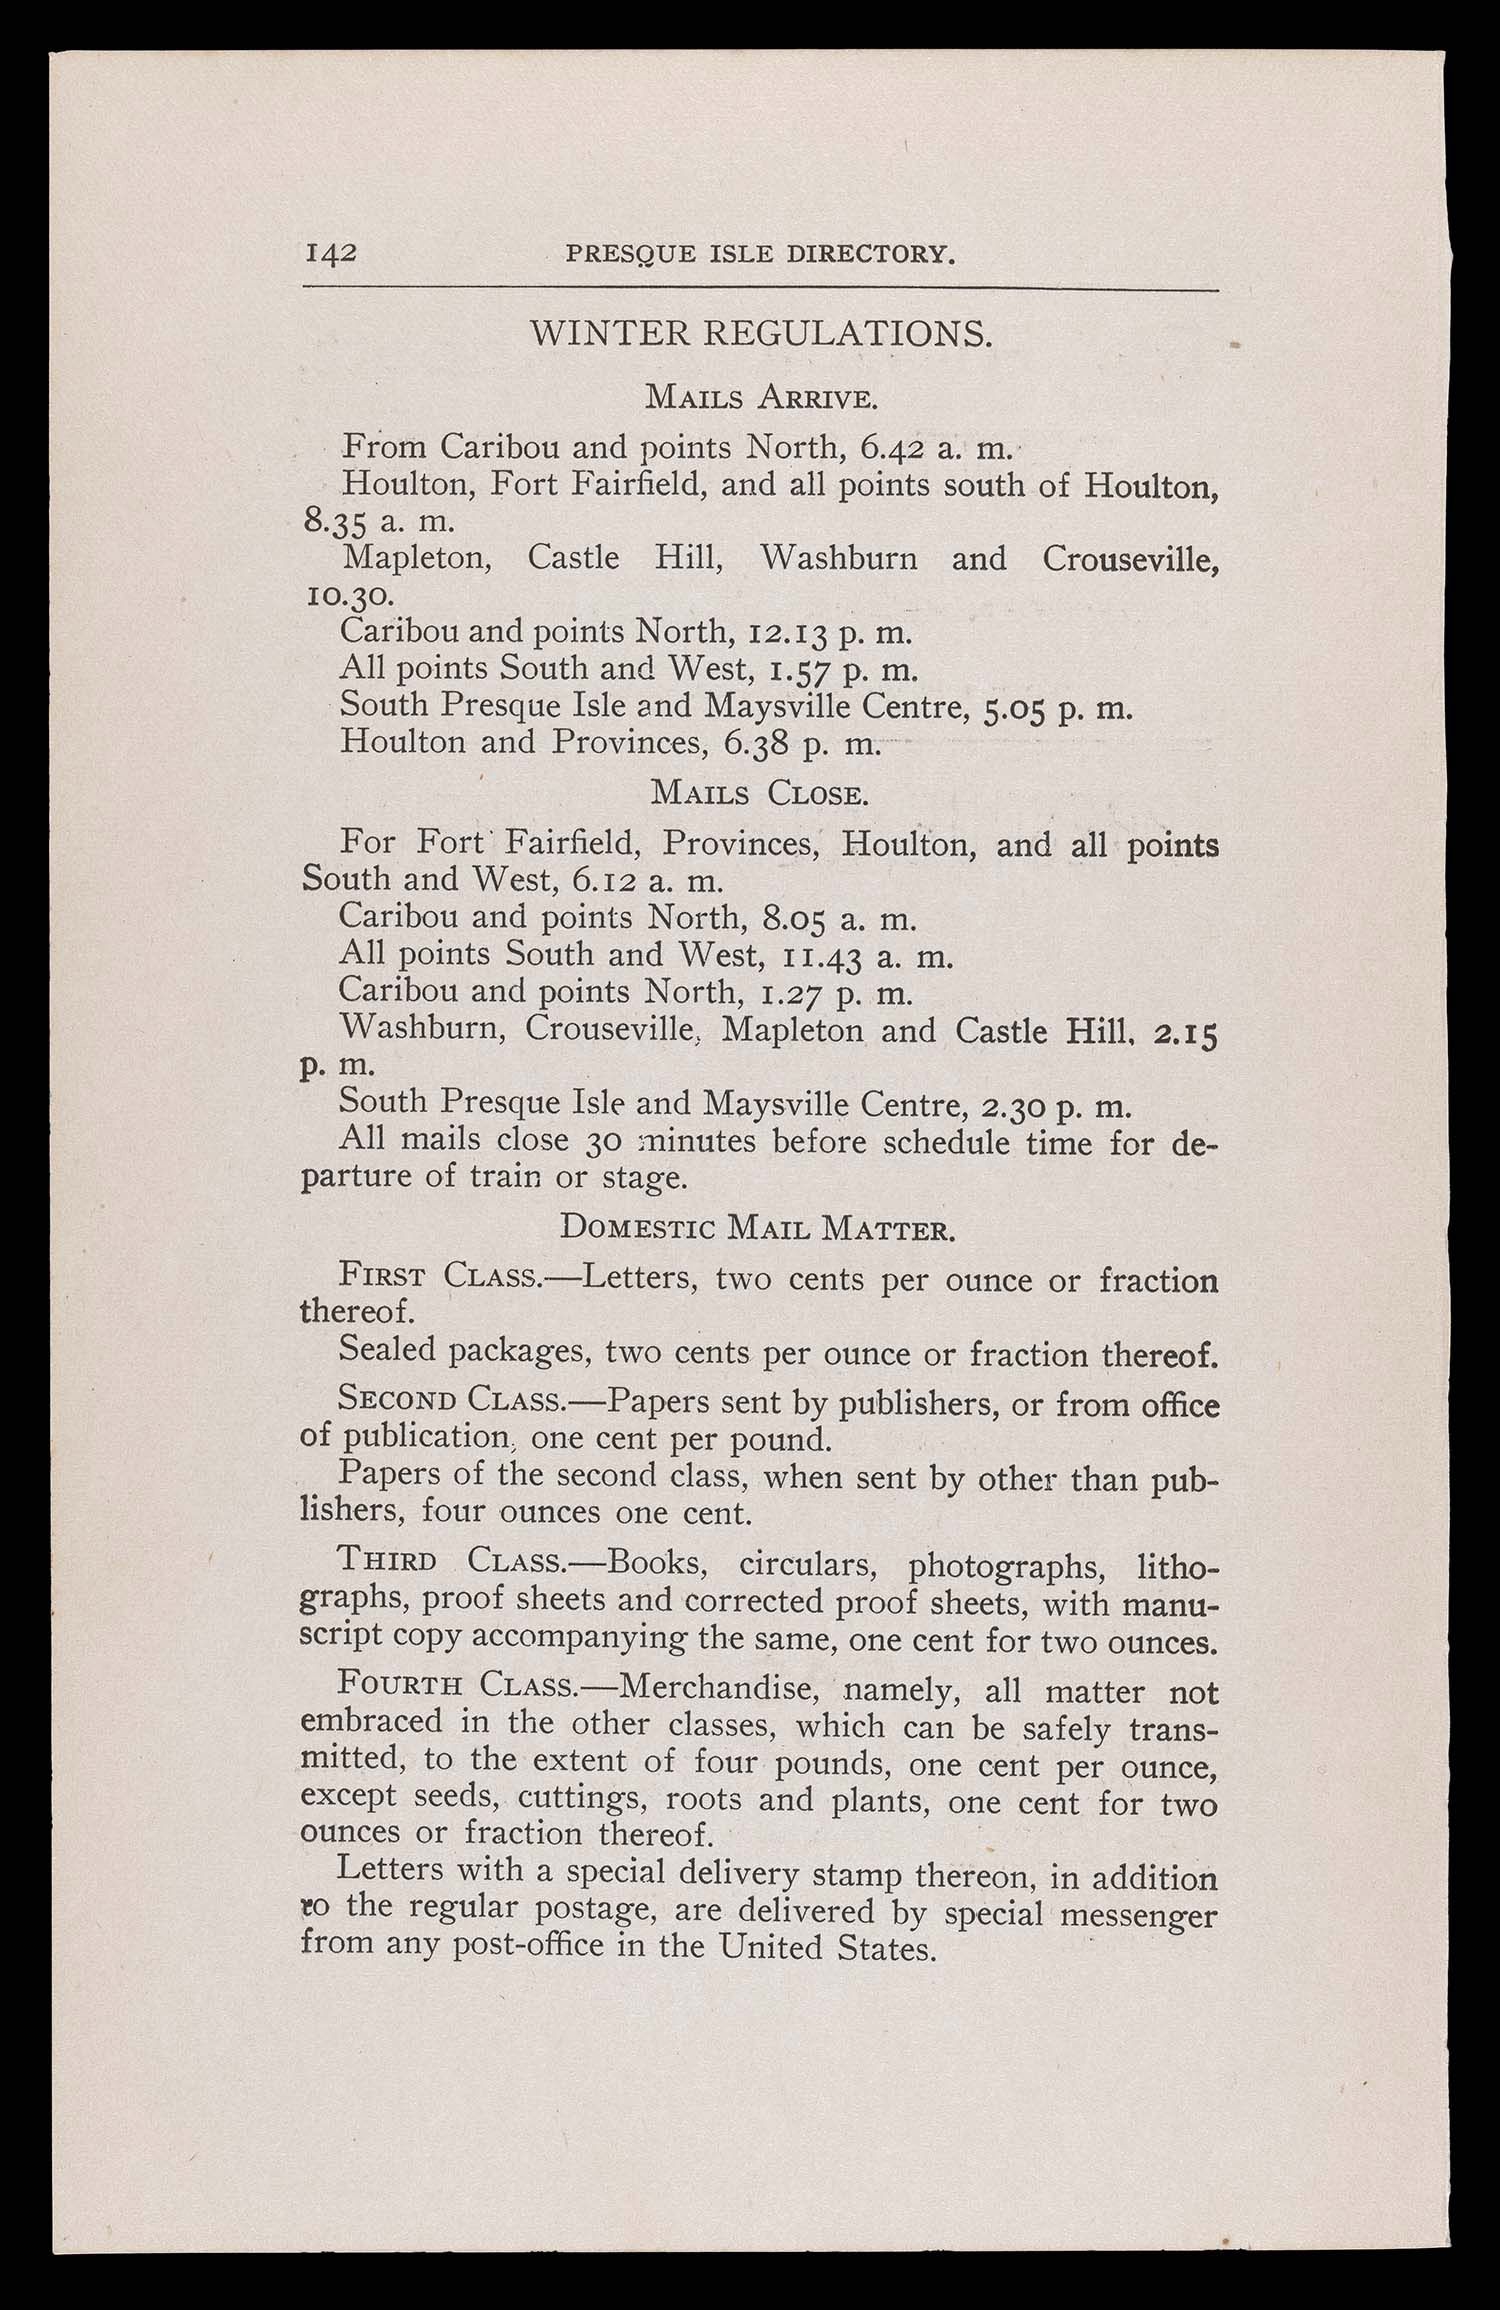 142 PRESQUE ISLE DIRECTORY.
WINTER REGULATIONS.
MAILS ARRIVE.
From Caribou and points North, 6.42 a. m.
Houlton, Fort Fairfield, and all points south of Houlton,
8.35 a. m.
Mapleton, Castle Hill, Washburn and Crouseville,
10.30.
Caribou and points North, 12.13 p. m.
All points South and West, 1.57 p. m.
South Presque Isle and Maysville Centre, 5.05 p. m.
Houlton and Provinces, 6.38 p. m.
MAILS CLOSE.
For Fort Fairfield, Provinces, Houlton, and all points
South and West, 6.12 a. m.
Caribou and points North, 8.05 a. m.
All points South and West, 11.43 a. m.
Caribou and points North, 1.27 p. m.
Washburn, Crouseville, Mapleton and Castle Hill, 2.15
p. m.
South Presque Isle and Maysville Centre, 2.30 p. m.
All mails close 30 minutes before schedule time for de-
parture of train or stage.
DOMESTIC MAIL MATTER.
FIRST CLASS.—Letters, two cents per ounce or fraction
thereof.
Sealed packages, two cents per ounce or fraction thereof.
SECOND CLASS.—Papers sent by publishers, or from office
of publication, one cent per pound.
Papers of the second class, when sent by other than pub-
lishers, four ounces one cent.
THIRD CLASS.—Books, circulars, photographs, litho-
graphs, proof sheets and corrected proof sheets, with manu-
script copy accompanying the same, one cent for two ounces.
FOURTH CLASS.—Merchandise, namely, all matter not
embraced in the other classes, which can be safely trans-
mitted, to the extent of four pounds, one cent per ounce,
except seeds, cuttings, roots and plants, one cent for two
ounces or fraction thereof.
Letters with a special delivery stamp thereon, in addition
to the regular postage, are delivered by special messenger
from any post-office in the United States.